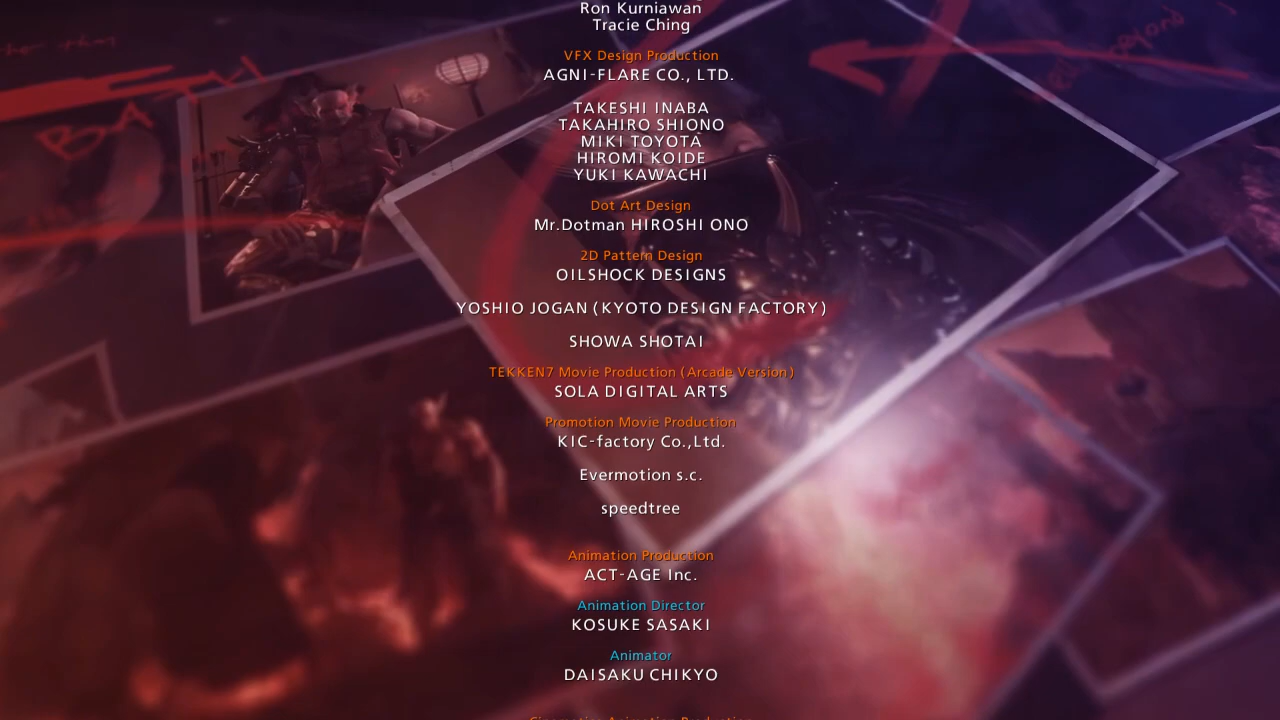 Ron Kurniawan
Tracie Ching
VFX Design Production
AGNI-FLARE CO., LTD.
TAKESHI INABA
TAKAHIRO SHIONO
MIKI TOYOTA
HIROMI KOIDE
YUKI KAWACHI
Dot Art Design
Mr.Dotman HIROSHI ONO
2D Pattern Design
OILSHOCK DESIGNS
YOSHIO JOGAN (KYOTO DESIGN FACTORY)
SHOWA SHOTAI
TEKKEN7 Movie Production (Arcade Version)
SOLA DIGITAL ARTS
Promotion Movie Production
KIC-factory Co.,Ltd.
Evermotion s.c.
speedtree
Animation Production
ACT-AGE Inc.
Animation Director
KOSUKE SASAKI
Animator
DAISAKU CHIKYO